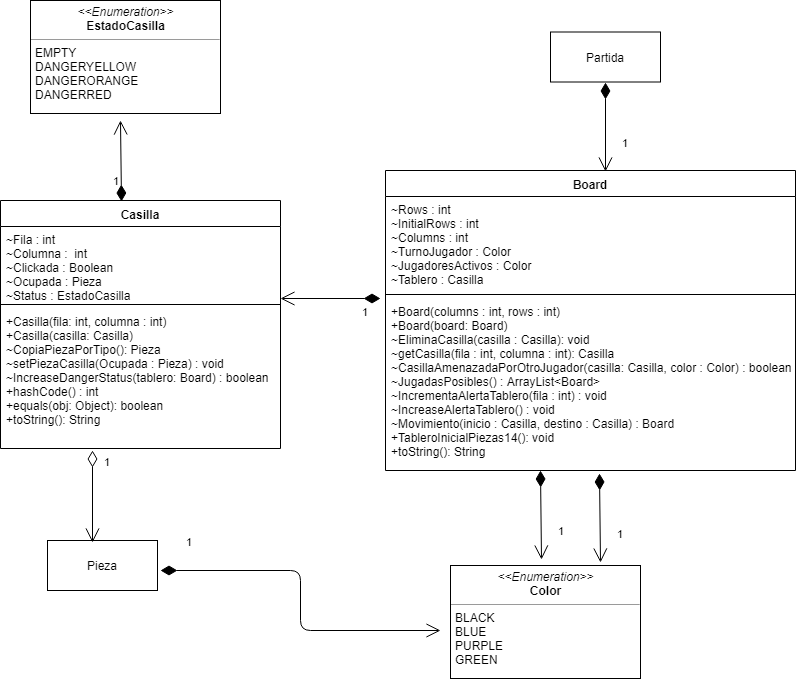 <<Enumeration>>
EstadoCasilla
EMPTY
DANGERYELLOW
DANGERORANGE
DANGERRED
Partida
1
1
Board
~Rows : int
~InitialRows : int
~Columns : int
~TurnoJugador : Color
~JugadoresActivos : Color
~Tablero : Casilla
+Board(columns : int, rows : int)
+Board(board: Board)
~EliminaCasilla(casilla : Casilla): void
~getCasilla(fila : int, columna : int): Casilla
~CasillaAmenazadaPorOtroJugador(casilla: Casilla, color : Color) : boolean
~JugadasPosibles() : ArrayList<Board>
~IncrementaAlertaTablero(fila : int) : void
~IncreaseAlertaTablero() : void
~Movimiento(inicio : Casilla, destino : Casilla) : Board
+TableroInicialPiezas14(): void
+toString(): String
Casilla
~Fila : int
~Columna :  int
~Clickada : Boolean
~Ocupada : Pieza
~Status : EstadoCasilla
+Casilla(fila: int, columna : int)
+Casilla(casilla: Casilla)
~CopiaPiezaPorTipo(): Pieza
~setPiezaCasilla(Ocupada : Pieza) : void
~IncreaseDangerStatus(tablero: Board) : boolean
+hashCode() : int
+equals(obj: Object): boolean
+toString(): String
1
1
Pieza
1
1
1
<<Enumeration>>
Color
BLACK
BLUE
PURPLE
GREEN